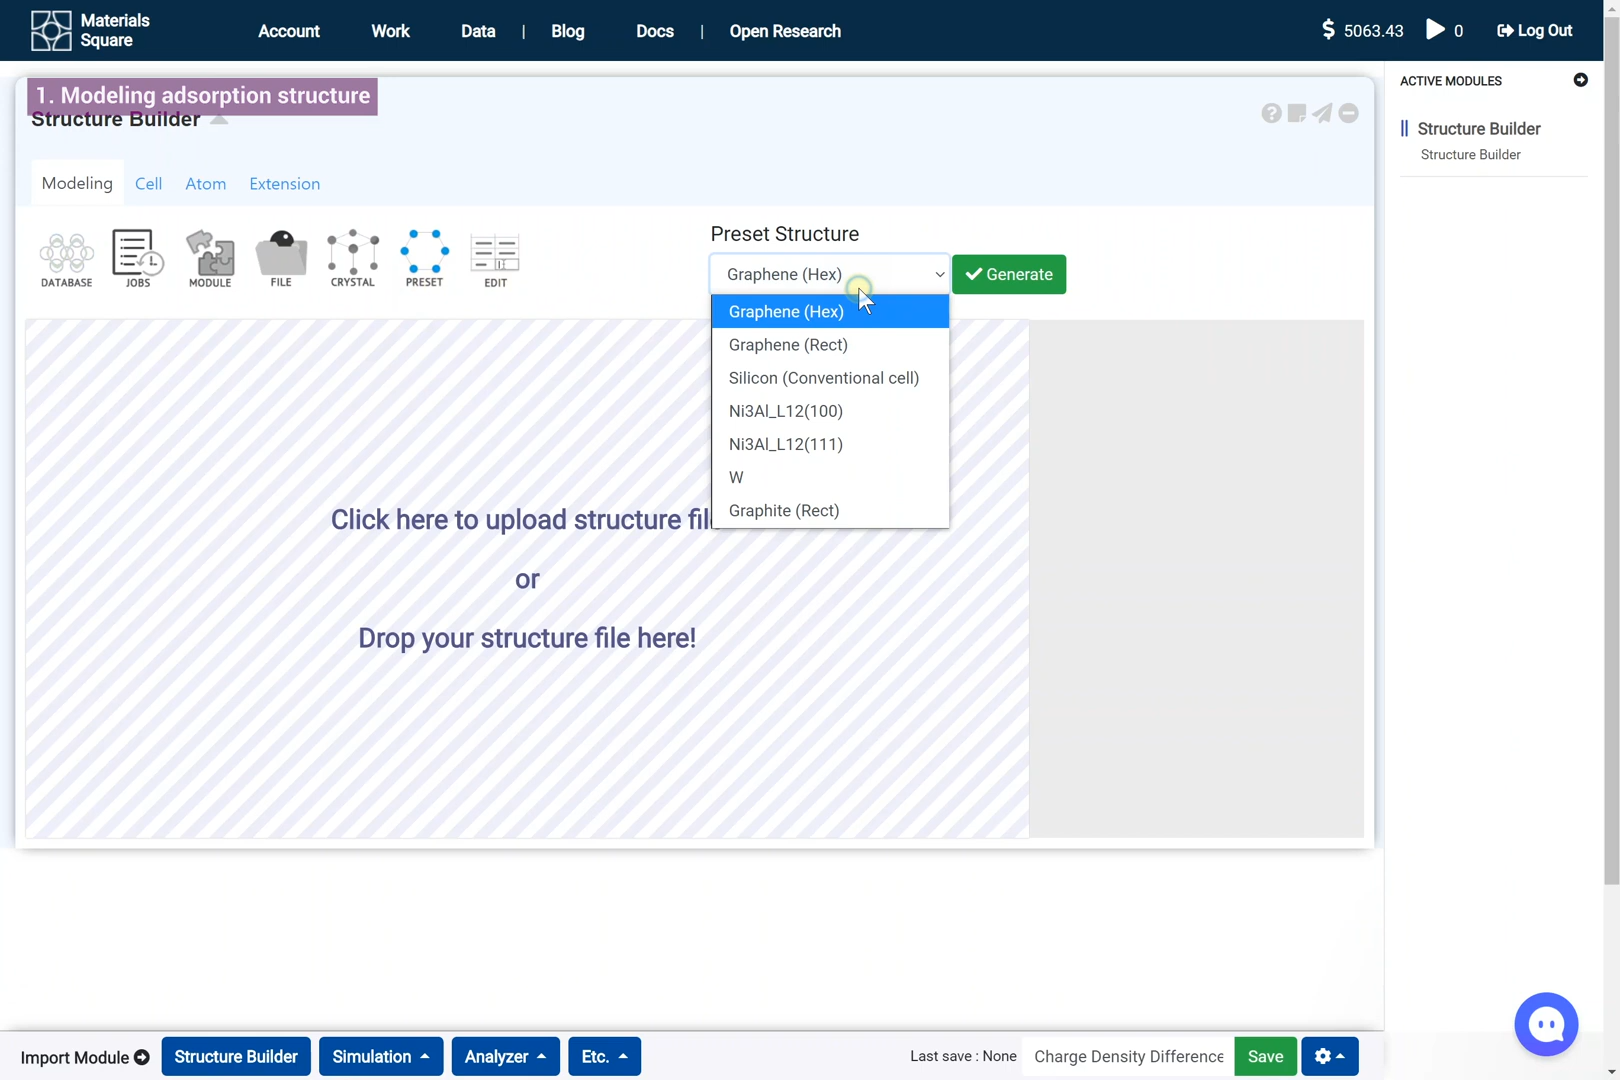 Materials
Square
Account
Work
Data
|
Blog
Docs
|
Open Research
$ 5063.43
0
Log Out
1. Modeling adsorption structure
Structure Builder
Modeling
Cell
Atom
Extension
DATABASE
JOBS
MODULE
FILE
CRYSTAL
PRESET
EDIT
Preset Structure
Graphene (Hex)
Generate
Graphene (Hex)
Graphene (Rect)
Silicon (Conventional cell)
Ni3Al_L12(100)
Ni3Al_L12(111)
W
Graphite (Rect)
Click here to upload structure file
or
Drop your structure file here!
ACTIVE MODULES
Structure Builder
Structure Builder
Import Module
Structure Builder
Simulation
Analyzer
Etc.
Last save : None
Charge Density Difference
Save